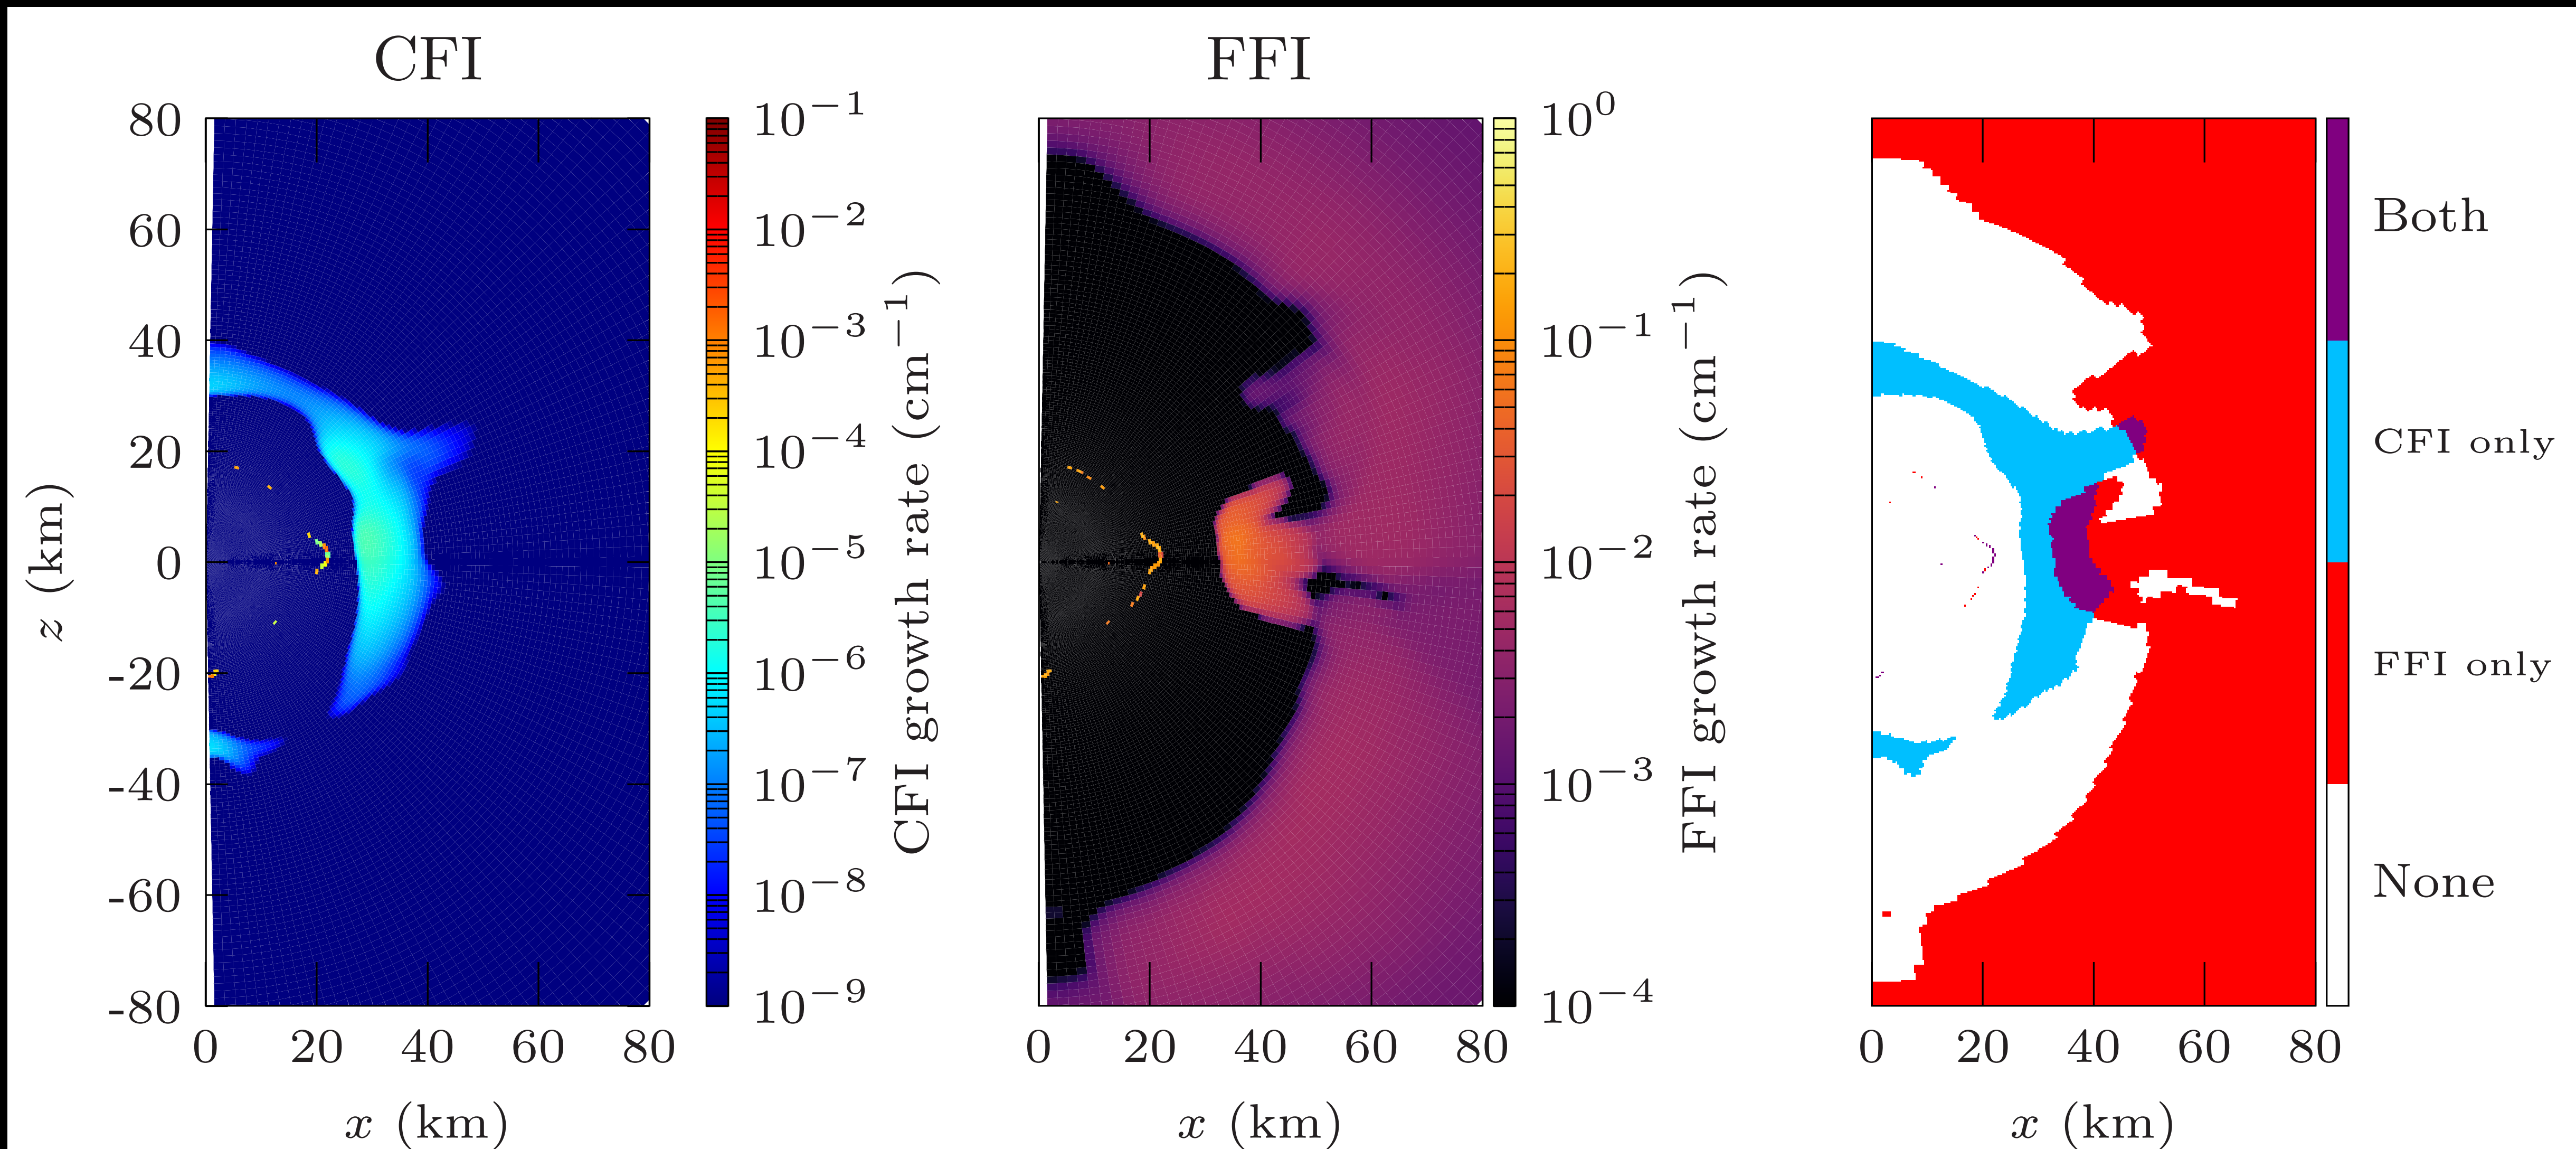 CFI
FFI
80
60
40
20
0
-20
-40
-60
-80
z (km)
0 20 40 60 80
x (km)
10⁻¹
10⁻²
10⁻³
10⁻⁴
10⁻⁵
10⁻⁶
10⁻⁷
10⁻⁸
10⁻⁹
CFI growth rate (cm⁻¹)
0 20 40 60 80
x (km)
10⁰
10⁻¹
10⁻²
10⁻³
10⁻⁴
FFI growth rate (cm⁻¹)
0 20 40 60 80
x (km)
Both
CFI only
FFI only
None